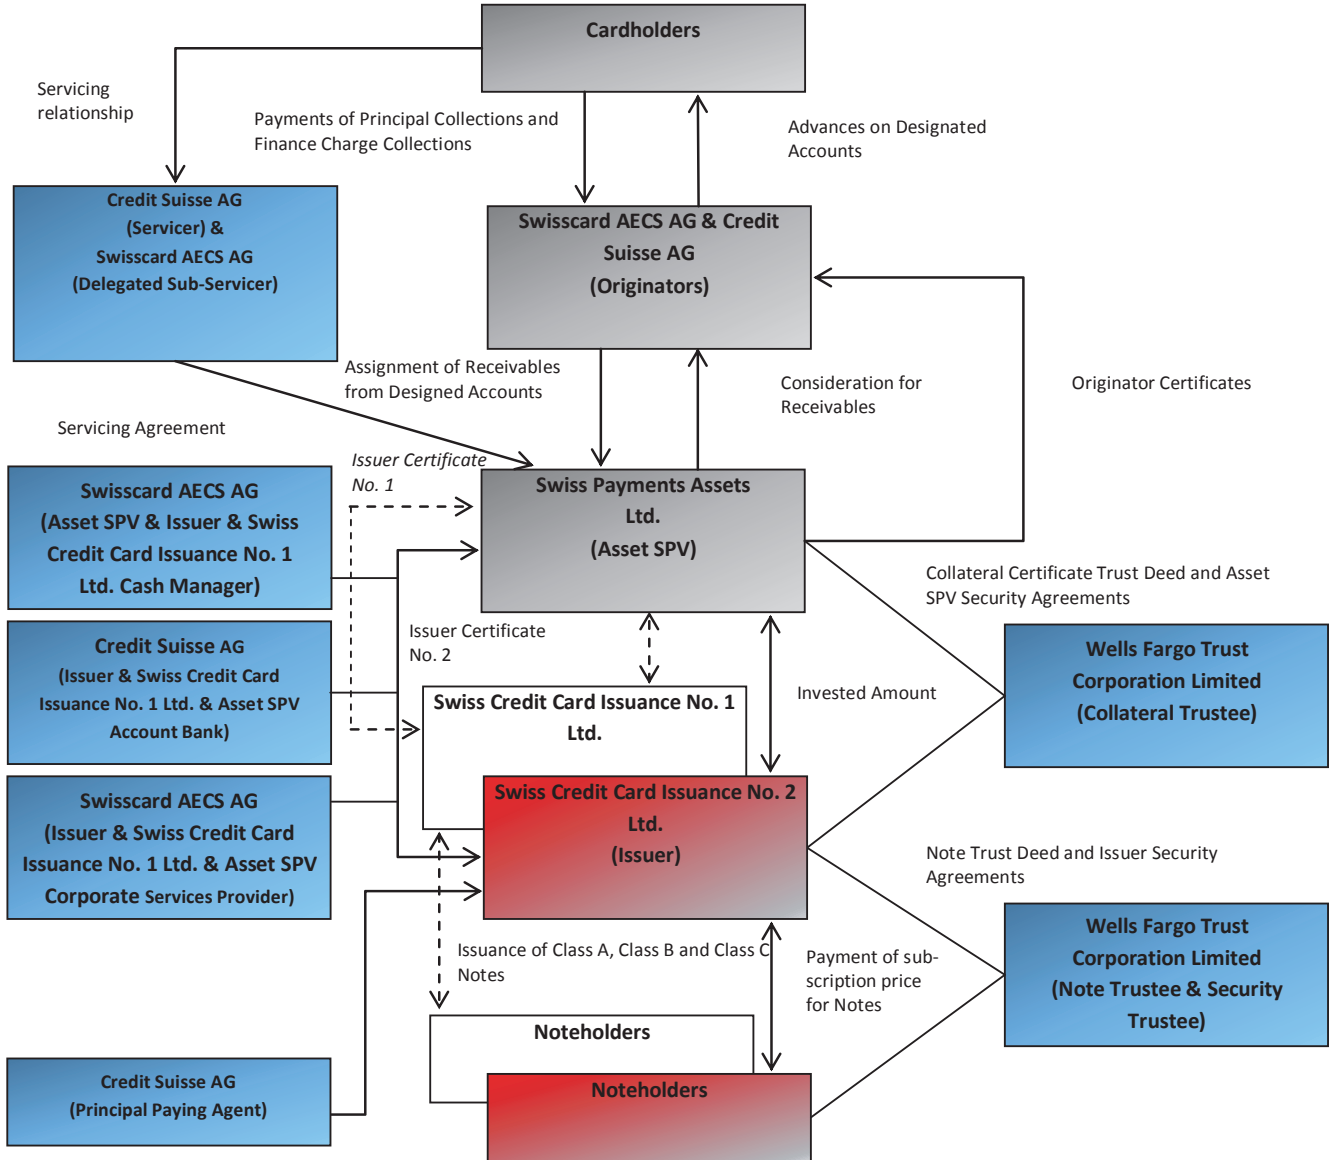 Cardholders
Servicing
relationship
Payments of Principal Collections and
Finance Charge Collections
Advances on Designated
Accounts
Credit Suisse AG
(Servicer) &
Swisscard AECS AG
(Delegated Sub-Servicer)
Swisscard AECS AG & Credit
Suisse AG
(Originators)
Assignment of Receivables
from Designed Accounts
Consideration for
Receivables
Originator Certificates
Servicing Agreement
Issuer Certificate
No. 1
Swisscard AECS AG
(Asset SPV & Issuer & Swiss
Credit Card Issuance No. 1
Ltd. Cash Manager)
Swiss Payments Assets
Ltd.
(Asset SPV)
Collateral Certificate Trust Deed and Asset
SPV Security Agreements
Issuer Certificate
No. 2
Credit Suisse AG
(Issuer & Swiss Credit Card
Issuance No. 1 Ltd. & Asset SPV
Account Bank)
Invested Amount
Wells Fargo Trust
Corporation Limited
(Collateral Trustee)
Swiss Credit Card Issuance No. 1
Ltd.
Swisscard AECS AG
(Issuer & Swiss Credit Card
Issuance No. 1 Ltd. & Asset SPV
Corporate Services Provider)
Swiss Credit Card Issuance No. 2
Ltd.
(Issuer)
Note Trust Deed and Issuer Security
Agreements
Issuance of Class A, Class B and Class C
Notes
Payment of sub-
scription price
for Notes
Wells Fargo Trust
Corporation Limited
(Note Trustee & Security
Trustee)
Noteholders
Credit Suisse AG
(Principal Paying Agent)
Noteholders